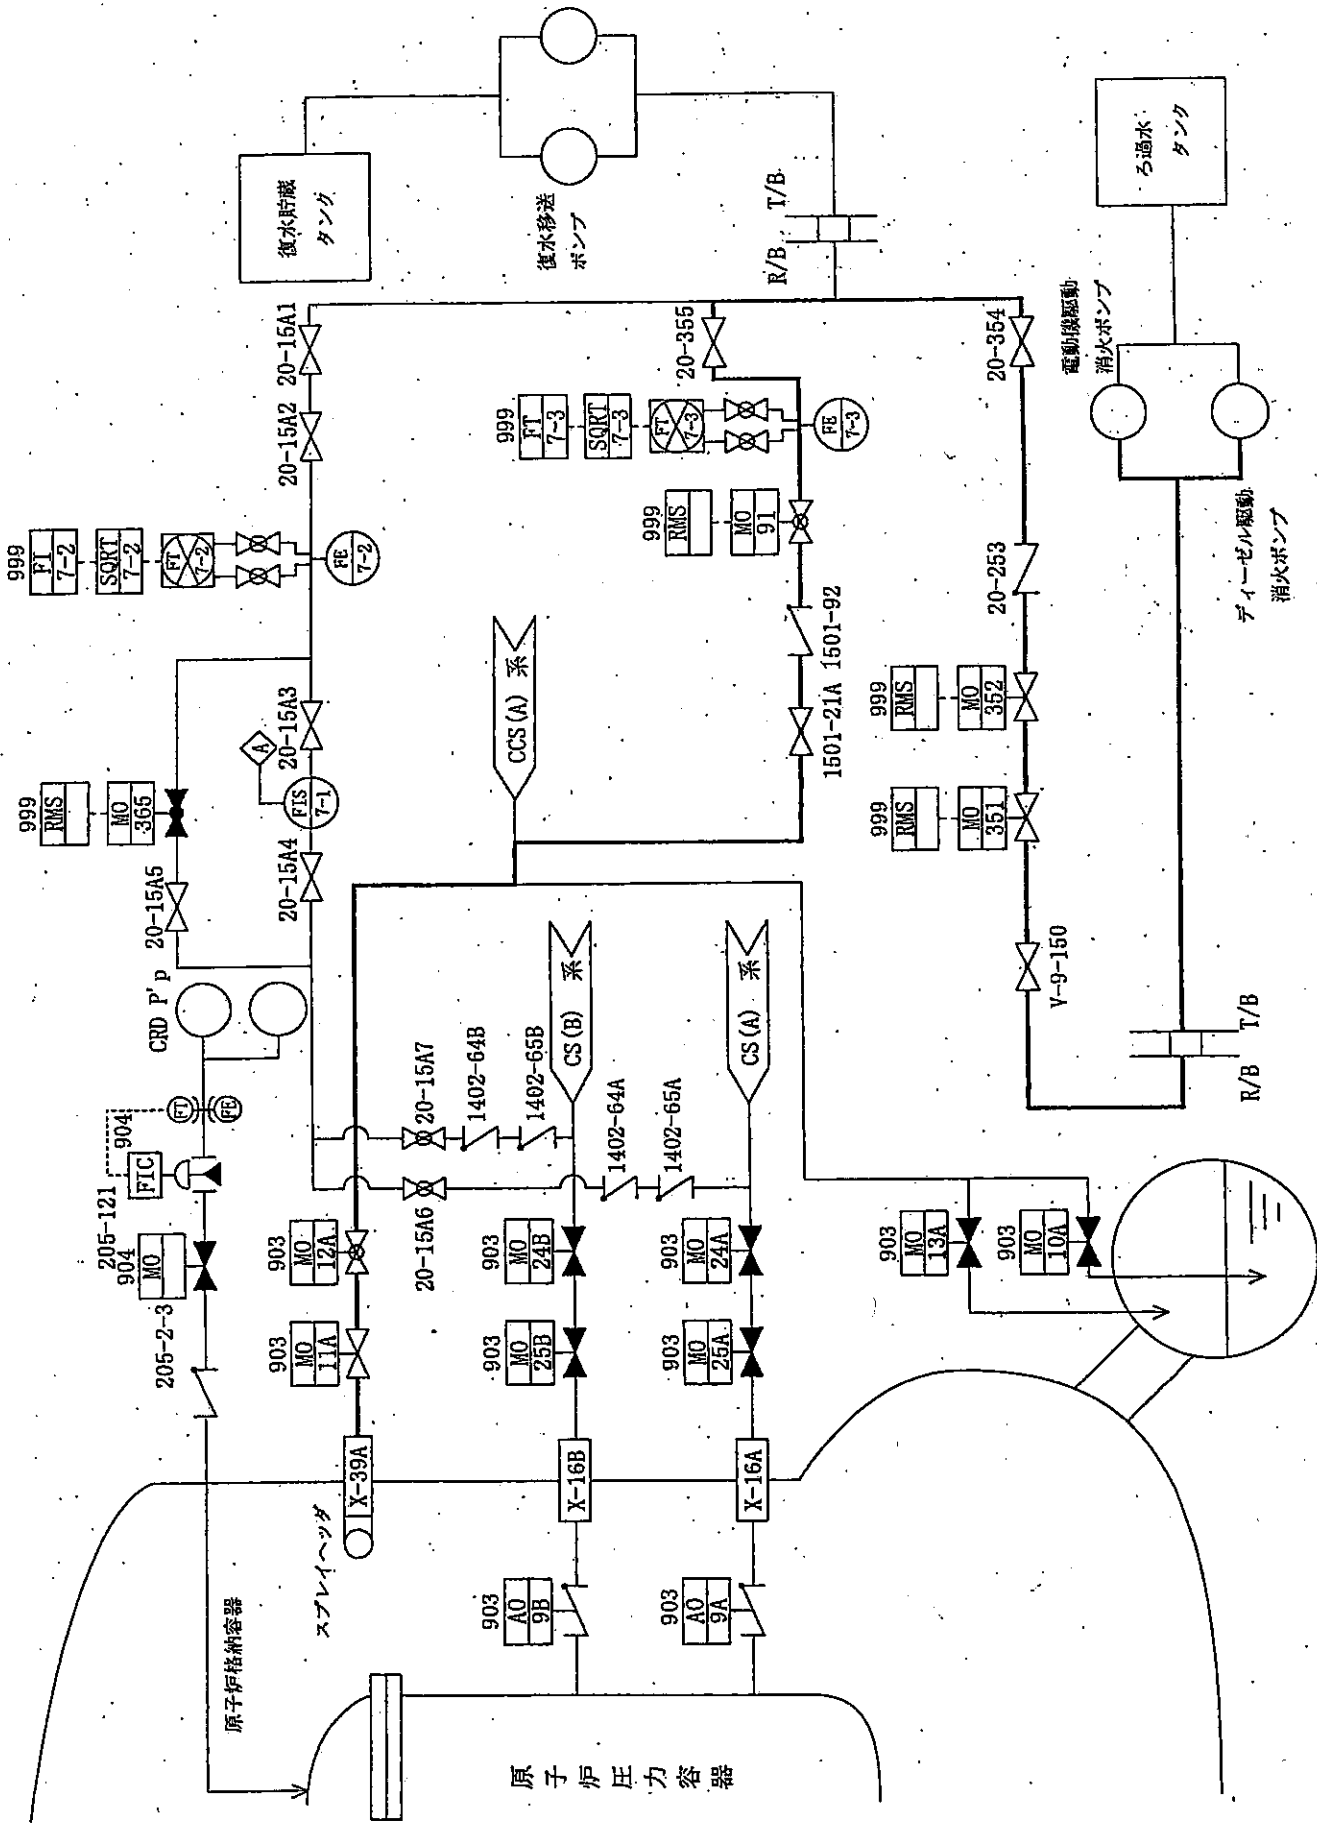 復水貯蔵
タンク
復水移送
ポンプ
T/B
R/B
ろ過水
タンク
電動機駆動
消火ポンプ
ディーゼル駆動
消火ポンプ
T/B
R/B
20-15A1
20-15A2
999
FI
7-2
SQRT
7-2
FT
7-2
FE
7-2
20-15A3
A
FIS
7-1
20-15A4
999
RMS
MO
365
20-15A5
20-355
999
FT
7-3
SQRT
7-3
FT
7-3
FE
7-3
999
RMS
MO
91
1501-92
1501-21A
CCS(A) 系
20-354
20-253
999
RMS
MO
352
999
RMS
MO
351
V-9-150
CRD P'p
FT
FE
904
FIC
205-121
904
MO
205-2-3
20-15A7
1402-64B
1402-65B
CS(B) 系
20-15A6
1402-64A
1402-65A
CS(A) 系
903
MO
12A
903
MO
11A
903
MO
24B
903
MO
25B
903
MO
24A
903
MO
25A
903
MO
13A
903
MO
10A
X-39A
スプレイヘッダ
X-16B
X-16A
903
AO
9B
903
AO
9A
原子炉格納容器
原子炉圧力容器